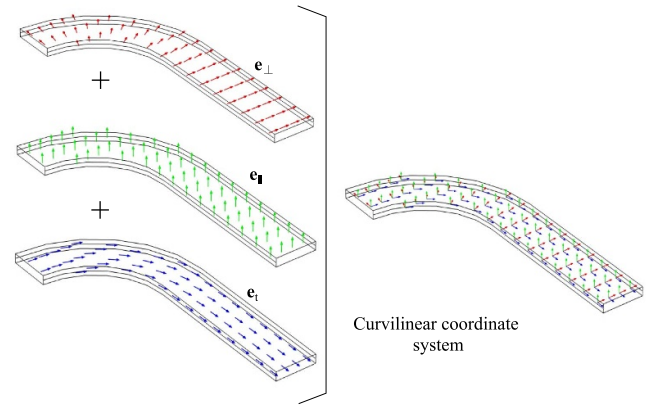 e⊥
+
e∥
+
et
Curvilinear coordinate
system